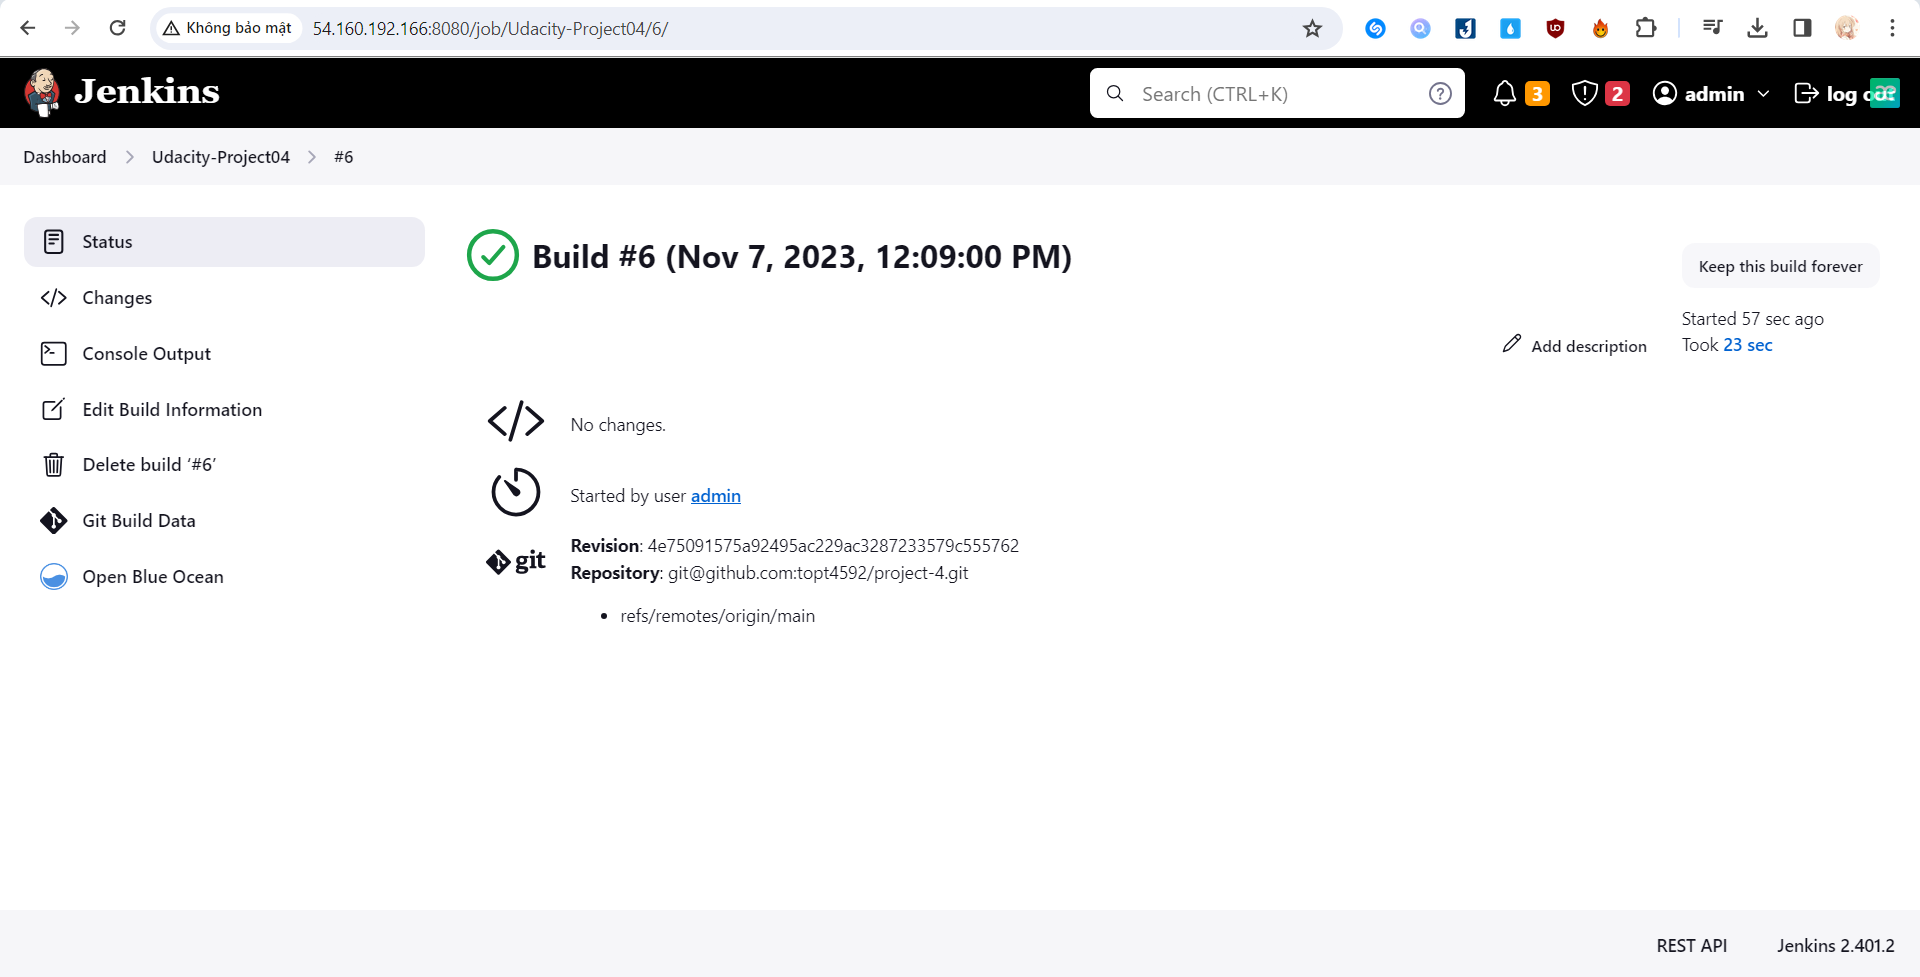 Không bảo mật 54.160.192.166:8080/job/Udacity-Project04/6/
Jenkins
Search (CTRL+K)
3
2
admin
log out
Dashboard
Udacity-Project04
#6
Status
Changes
Console Output
Edit Build Information
Delete build ‘#6’
Git Build Data
Open Blue Ocean
Build #6 (Nov 7, 2023, 12:09:00 PM)
Keep this build forever
Started 57 sec ago
Took 23 sec
Add description
No changes.
Started by user admin
git
Revision: 4e75091575a92495ac229ac3287233579c555762
Repository: git@github.com:topt4592/project-4.git
refs/remotes/origin/main
REST API
Jenkins 2.401.2